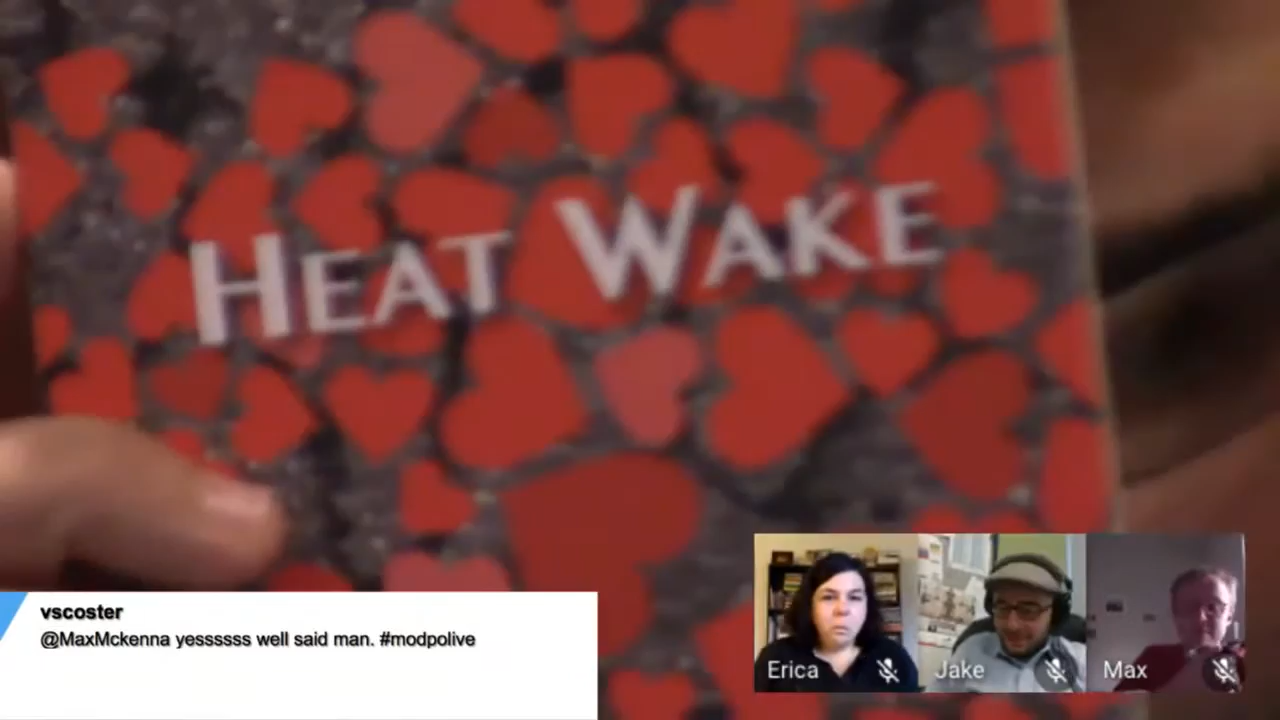 HEAT WAKE
vscoster
@MaxMckenna yessssss well said man. #modpolive
Erica
Jake
Max